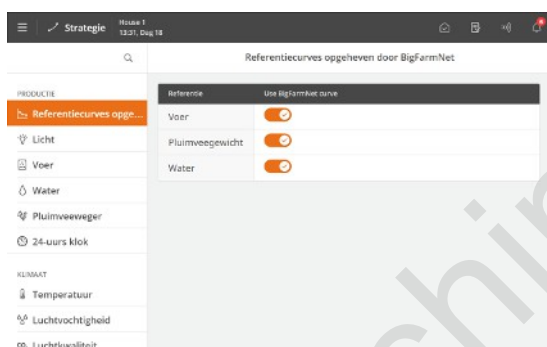 Strategie
House 1
13:31, Dag 18
Referentiecurves opgeheven door BigFarmNet
PRODUCTIE
Referentiecurves opge...
Licht
Voer
Water
Pluimveeweger
24-uurs klok
KLIMAAT
Temperatuur
Luchtvochtigheid
Luchtkwaliteit
Referentie Use BigFarmNet curve
Voer
Pluimveegewicht
Water